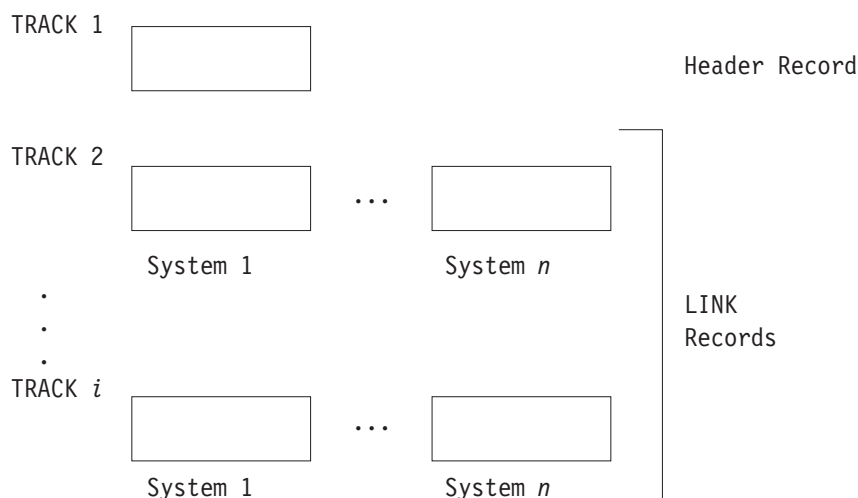 TRACK 1
Header Record
TRACK 2
...
System 1 System n
.
.
.
LINK
Records
TRACK i
...
System 1 System n